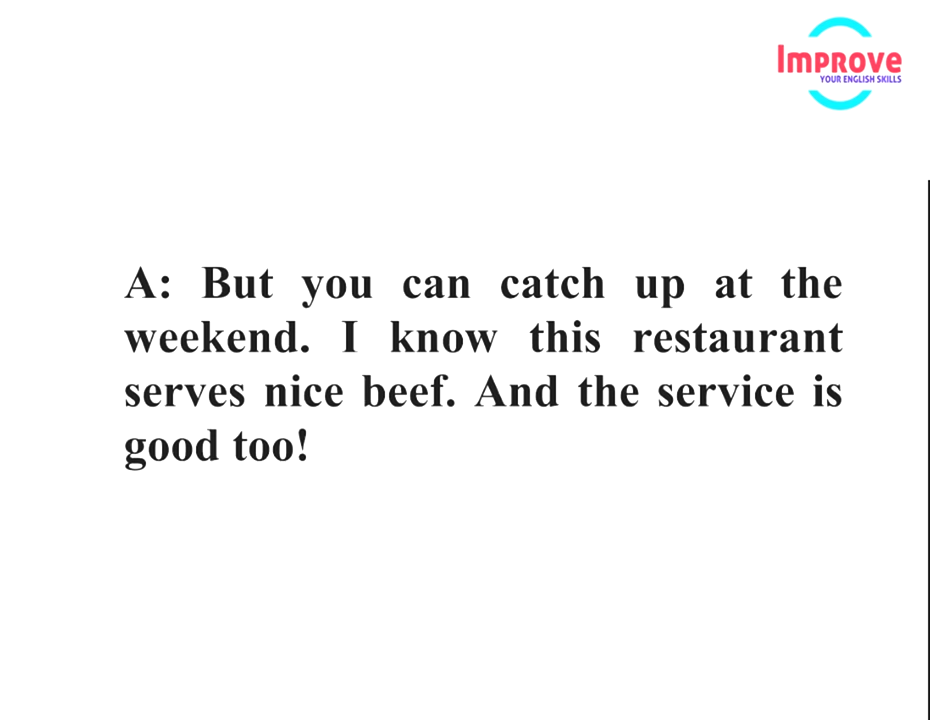 Improve
YOUR ENGLISH SKILLS
A: But you can catch up at the
weekend. I know this restaurant
serves nice beef. And the service is
good too!